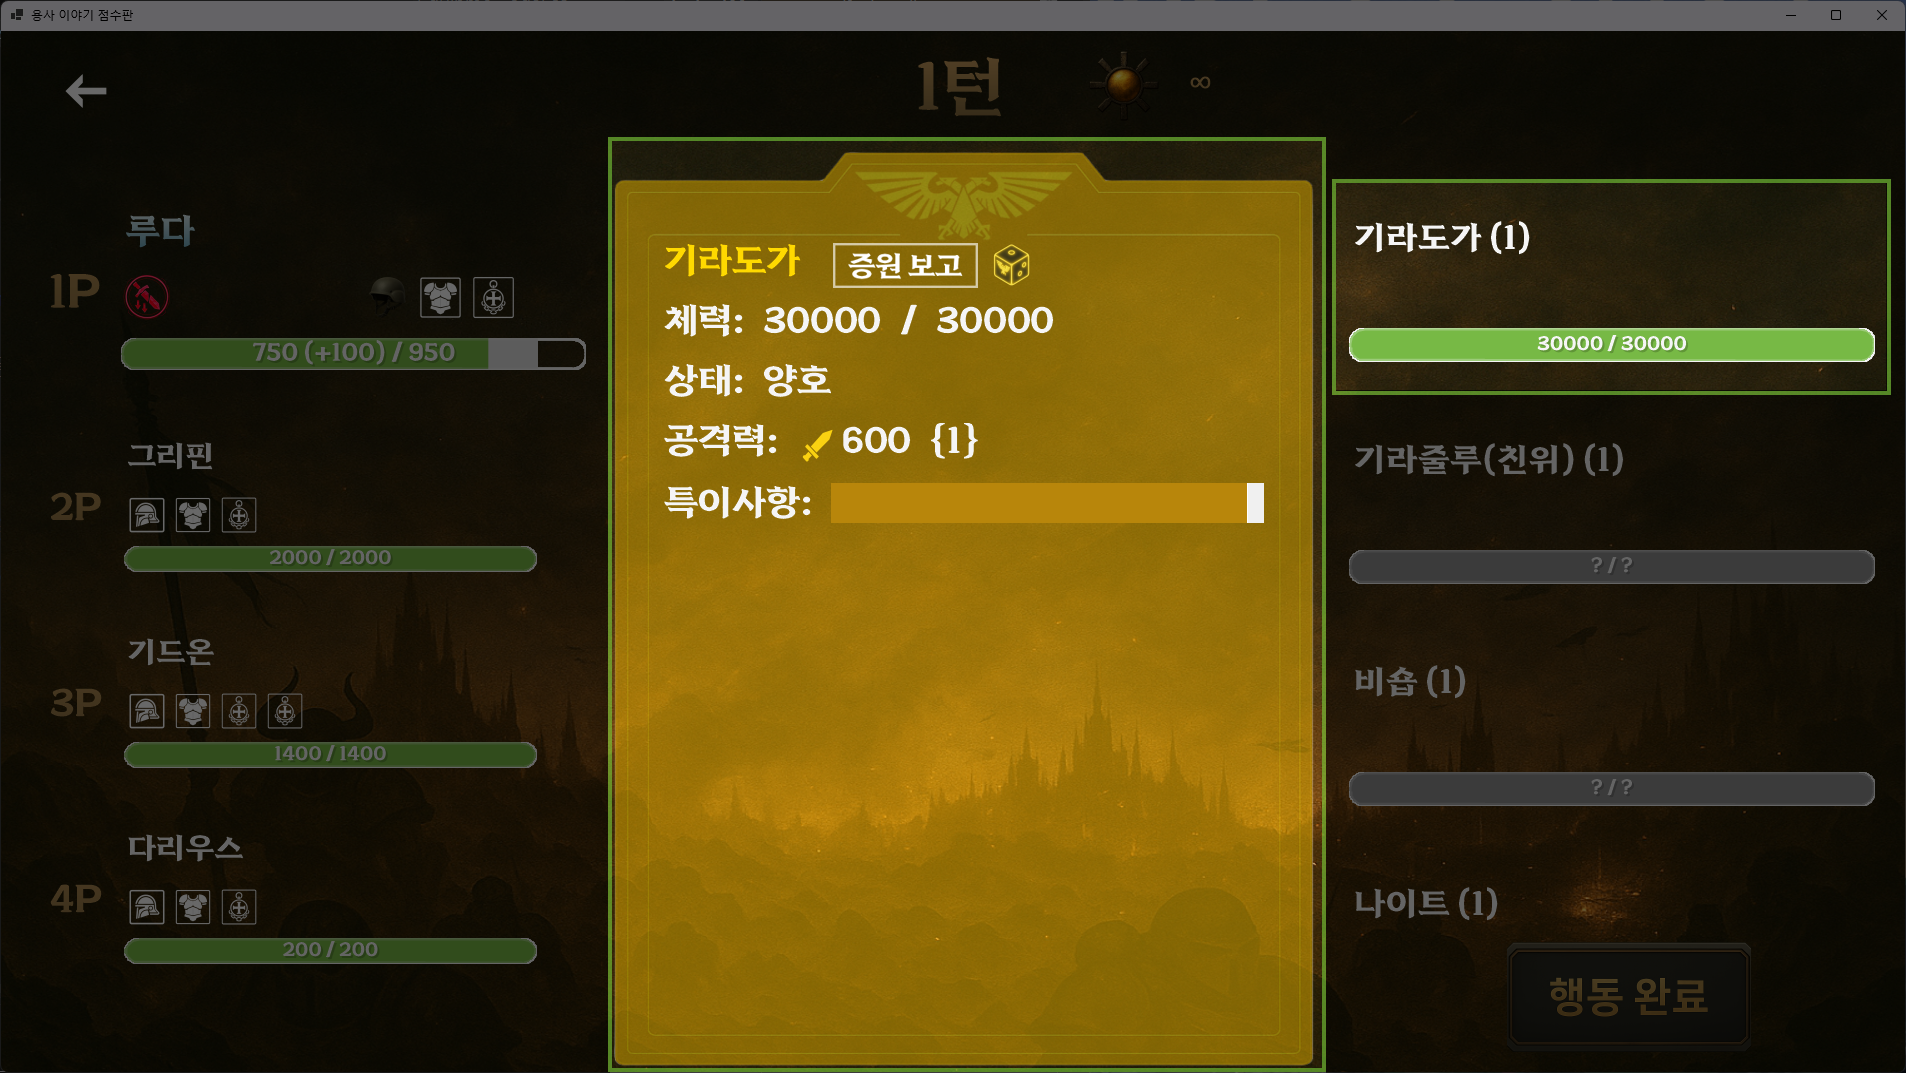 용사 이야기 점수판
1턴
∞
루다
1P
750 (+100) / 950
그리핀
2P
2000 / 2000
기드온
3P
1400 / 1400
다리우스
4P
200 / 200
기라도가 증원 보고
체력: 30000 / 30000
상태: 양호
공격력: 600 {1}
특이사항:
기라도가 (1)
30000 / 30000
기라줄루(친위) (1)
? / ?
비숍 (1)
? / ?
나이트 (1)
행동 완료